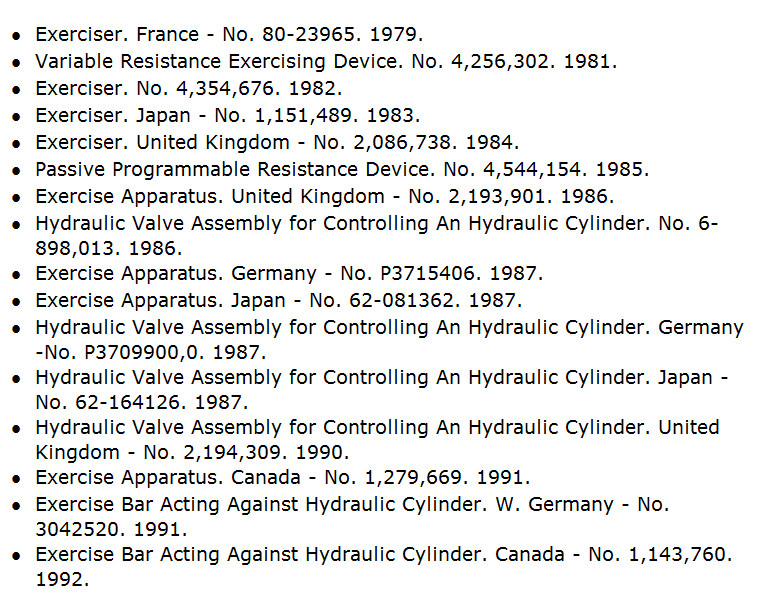 • Exerciser. France - No. 80-23965. 1979.
• Variable Resistance Exercising Device. No. 4,256,302. 1981.
• Exerciser. No. 4,354,676. 1982.
• Exerciser. Japan - No. 1,151,489. 1983.
• Exerciser. United Kingdom - No. 2,086,738. 1984.
• Passive Programmable Resistance Device. No. 4,544,154. 1985.
• Exercise Apparatus. United Kingdom - No. 2,193,901. 1986.
• Hydraulic Valve Assembly for Controlling An Hydraulic Cylinder. No. 6-
898,013. 1986.
• Exercise Apparatus. Germany - No. P3715406. 1987.
• Exercise Apparatus. Japan - No. 62-081362. 1987.
• Hydraulic Valve Assembly for Controlling An Hydraulic Cylinder. Germany
-No. P3709900,0. 1987.
• Hydraulic Valve Assembly for Controlling An Hydraulic Cylinder. Japan -
No. 62-164126. 1987.
• Hydraulic Valve Assembly for Controlling An Hydraulic Cylinder. United
Kingdom - No. 2,194,309. 1990.
• Exercise Apparatus. Canada - No. 1,279,669. 1991.
• Exercise Bar Acting Against Hydraulic Cylinder. W. Germany - No.
3042520. 1991.
• Exercise Bar Acting Against Hydraulic Cylinder. Canada - No. 1,143,760.
1992.